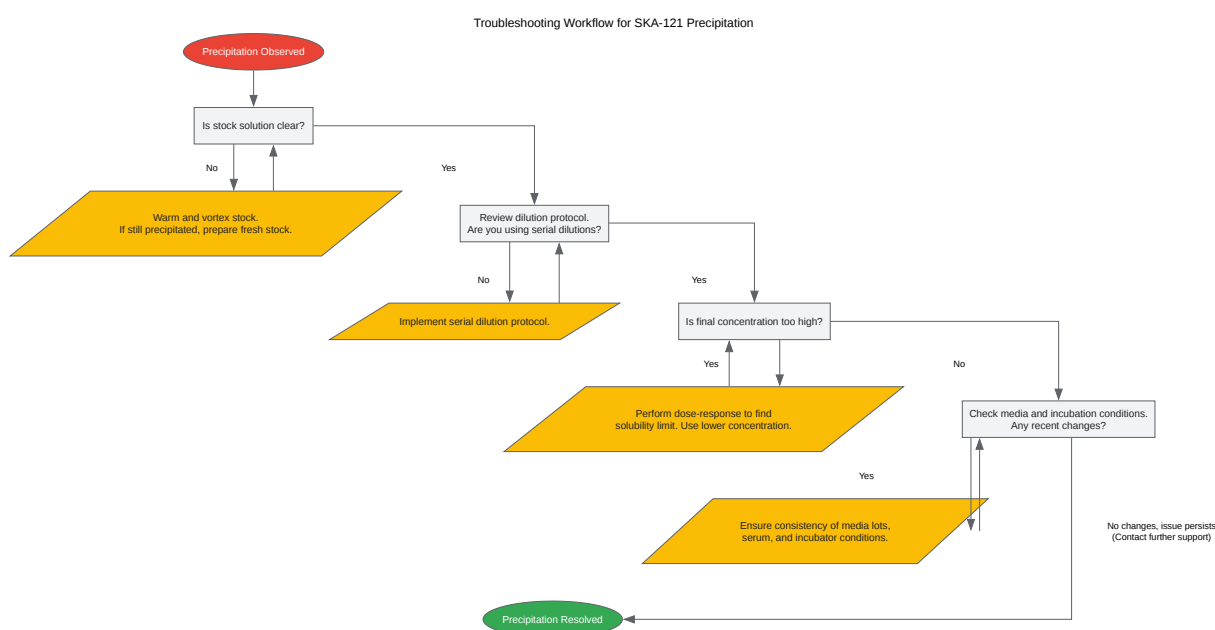 Troubleshooting Workflow for SKA-121 Precipitation
Precipitation Observed
Is stock solution clear?
No
Yes
Warm and vortex stock.
If still precipitated, prepare fresh stock.
Review dilution protocol.
Are you using serial dilutions?
No
Yes
Implement serial dilution protocol.
Is final concentration too high?
Yes
No
Perform dose-response to find
solubility limit. Use lower concentration.
Check media and incubation conditions.
Any recent changes?
Yes
Ensure consistency of media lots,
serum, and incubator conditions.
No changes, issue persists
(Contact further support)
Precipitation Resolved